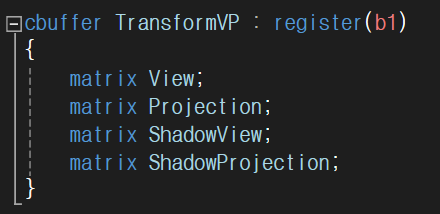 cbuffer TransformVP : register(b1)
{
matrix View;
matrix Projection;
matrix ShadowView;
matrix ShadowProjection;
}